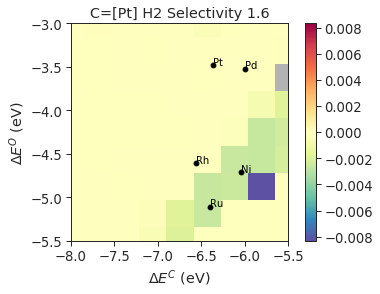 C=[Pt] H2 Selectivity 1.6
−3.0
−3.5
−4.0
−4.5
−5.0
−5.5
ΔE^O (eV)
Pt
Pd
Rh
Ni
Ru
−8.0 −7.5 −7.0 −6.5 −6.0 −5.5
ΔE^C (eV)
0.008
0.006
0.004
0.002
0.000
−0.002
−0.004
−0.006
−0.008